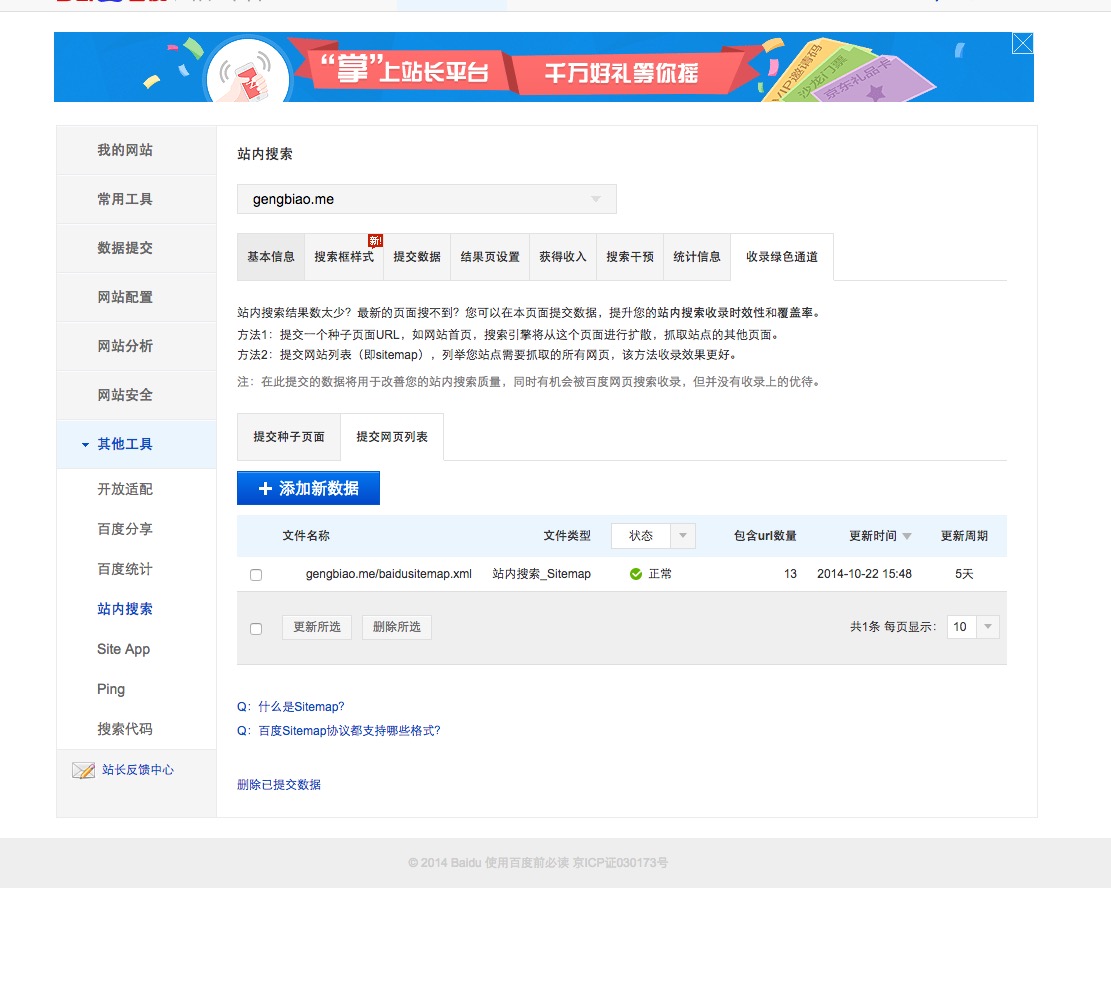 “掌”上站长平台
千万好礼等你摇
VIP邀请码
沙龙门票
京东礼品卡
我的网站
常用工具
数据提交
网站配置
网站分析
网站安全
其他工具
开放适配
百度分享
百度统计
站内搜索
Site App
Ping
搜索代码
站长反馈中心
站内搜索
gengbiao.me
新!
基本信息 搜索框样式 提交数据 结果页设置 获得收入 搜索干预 统计信息 收录绿色通道
站内搜索结果数太少？最新的页面搜不到？您可以在本页面提交数据，提升您的站内搜索收录时效性和覆盖率。
方法1：提交一个种子页面URL，如网站首页，搜索引擎将从这个页面进行扩散，抓取站点的其他页面。
方法2：提交网站列表（即sitemap），列举您站点需要抓取的所有网页，该方法收录效果更好。
注：在此提交的数据将用于改善您的站内搜索质量，同时有机会被百度网页搜索收录，但并没有收录上的优待。
提交种子页面 提交网页列表
+ 添加新数据
文件名称 文件类型 状态 包含url数量 更新时间 更新周期
gengbiao.me/baidusitemap.xml 站内搜索_Sitemap 正常 13 2014-10-22 15:48 5天
更新所选 删除所选 共1条 每页显示： 10
Q：什么是Sitemap?
Q：百度Sitemap协议都支持哪些格式?
删除已提交数据
© 2014 Baidu 使用百度前必读 京ICP证030173号